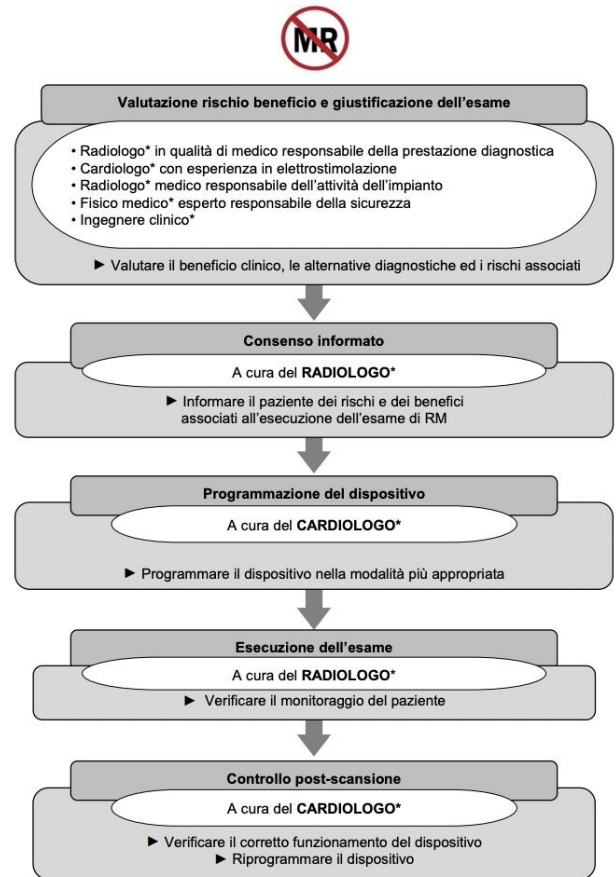 MR
Valutazione rischio beneficio e giustificazione dell'esame
• Radiologo* in qualità di medico responsabile della prestazione diagnostica
• Cardiologo* con esperienza in elettrostimolazione
• Radiologo* medico responsabile dell'attività dell'impianto
• Fisico medico* esperto responsabile della sicurezza
• Ingegnere clinico*
► Valutare il beneficio clinico, le alternative diagnostiche ed i rischi associati
Consenso informato
A cura del RADIOLOGO*
► Informare il paziente dei rischi e dei benefici
associati all'esecuzione dell'esame di RM
Programmazione del dispositivo
A cura del CARDIOLOGO*
► Programmare il dispositivo nella modalità più appropriata
Esecuzione dell'esame
A cura del RADIOLOGO*
► Verificare il monitoraggio del paziente
Controllo post-scansione
A cura del CARDIOLOGO*
► Verificare il corretto funzionamento del dispositivo
► Riprogrammare il dispositivo